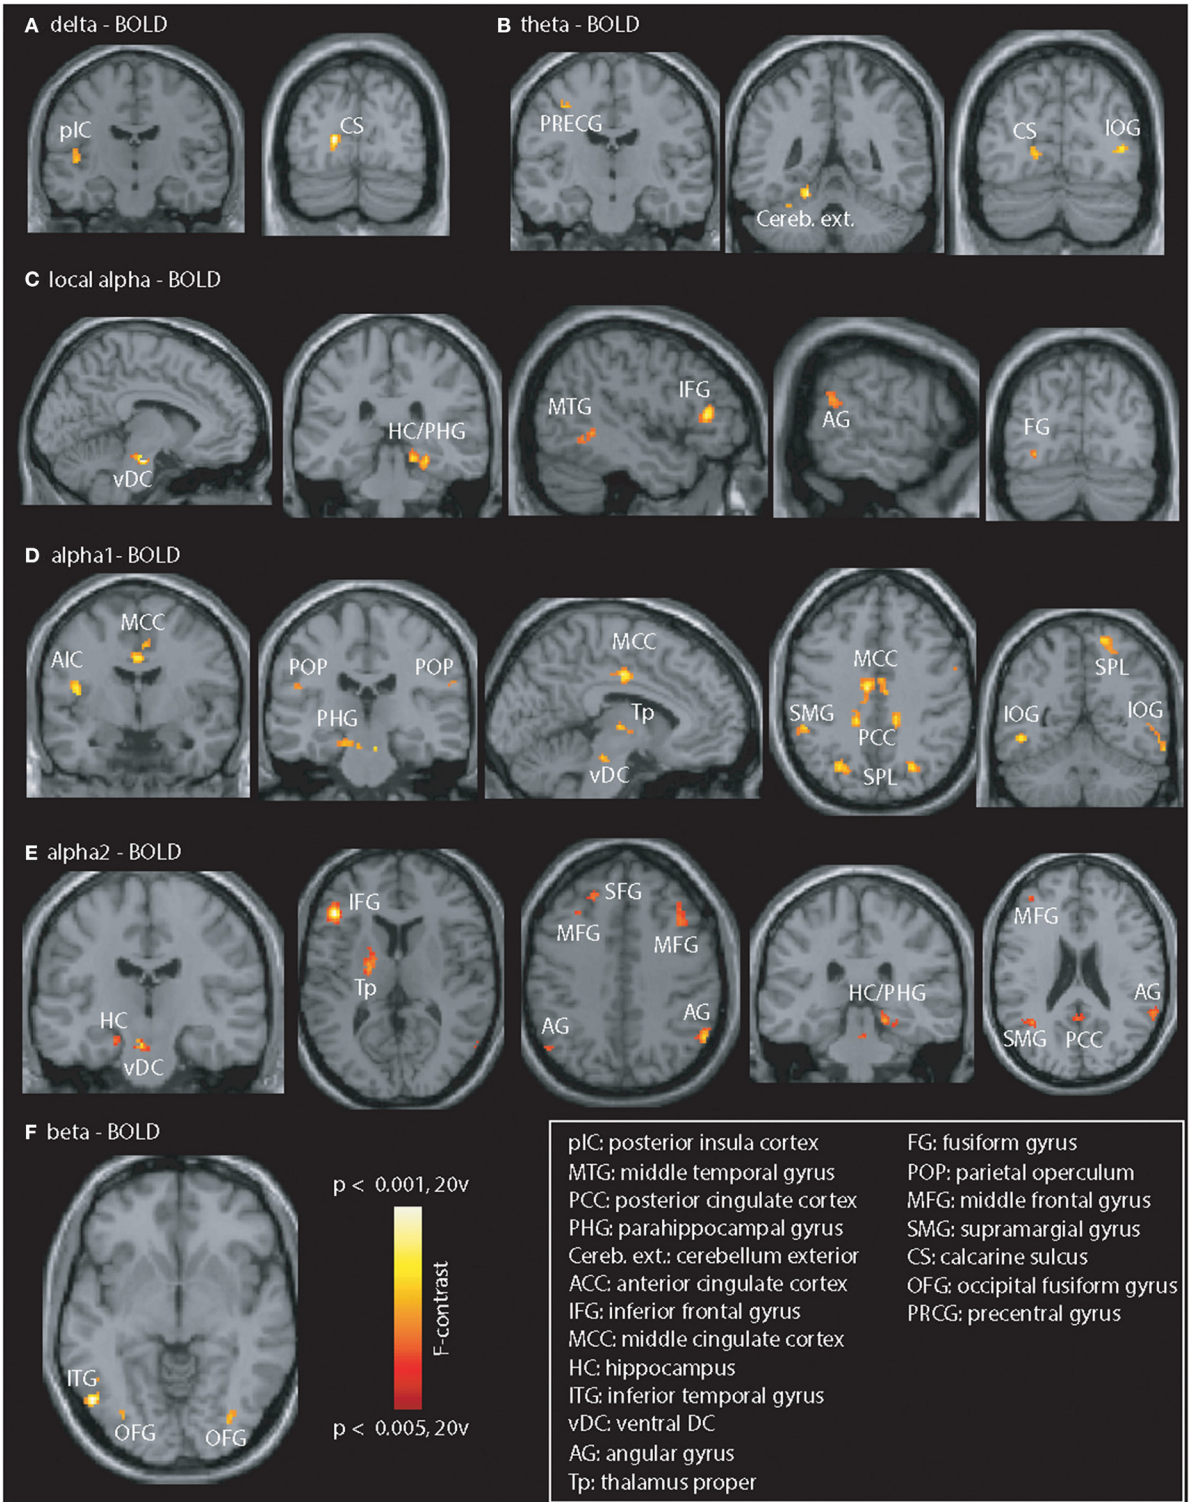 A delta - BOLD
B theta - BOLD
pIC
CS
PRECG
Cereb. ext.
CS
IOG
C local alpha - BOLD
vDC
HC/PHG
MTG
IFG
AG
FG
D alpha1- BOLD
AIC
MCC
POP
POP
PHG
MCC
Tp
vDC
MCC
SMG
PCC
SPL
SPL
IOG
IOG
E alpha2 - BOLD
HC
vDC
IFG
Tp
SFG
MFG
MFG
AG
AG
HC/PHG
MFG
AG
SMG
PCC
F beta - BOLD
ITG
OFG
OFG
p < 0.001, 20v
F-contrast
p < 0.005, 20v
pIC: posterior insula cortex
MTG: middle temporal gyrus
PCC: posterior cingulate cortex
PHG: parahippocampal gyrus
Cereb. ext.: cerebellum exterior
ACC: anterior cingulate cortex
IFG: inferior frontal gyrus
MCC: middle cingulate cortex
HC: hippocampus
ITG: inferior temporal gyrus
vDC: ventral DC
AG: angular gyrus
Tp: thalamus proper
FG: fusiform gyrus
POP: parietal operculum
MFG: middle frontal gyrus
SMG: supramargial gyrus
CS: calcarine sulcus
OFG: occipital fusiform gyrus
PRCG: precentral gyrus